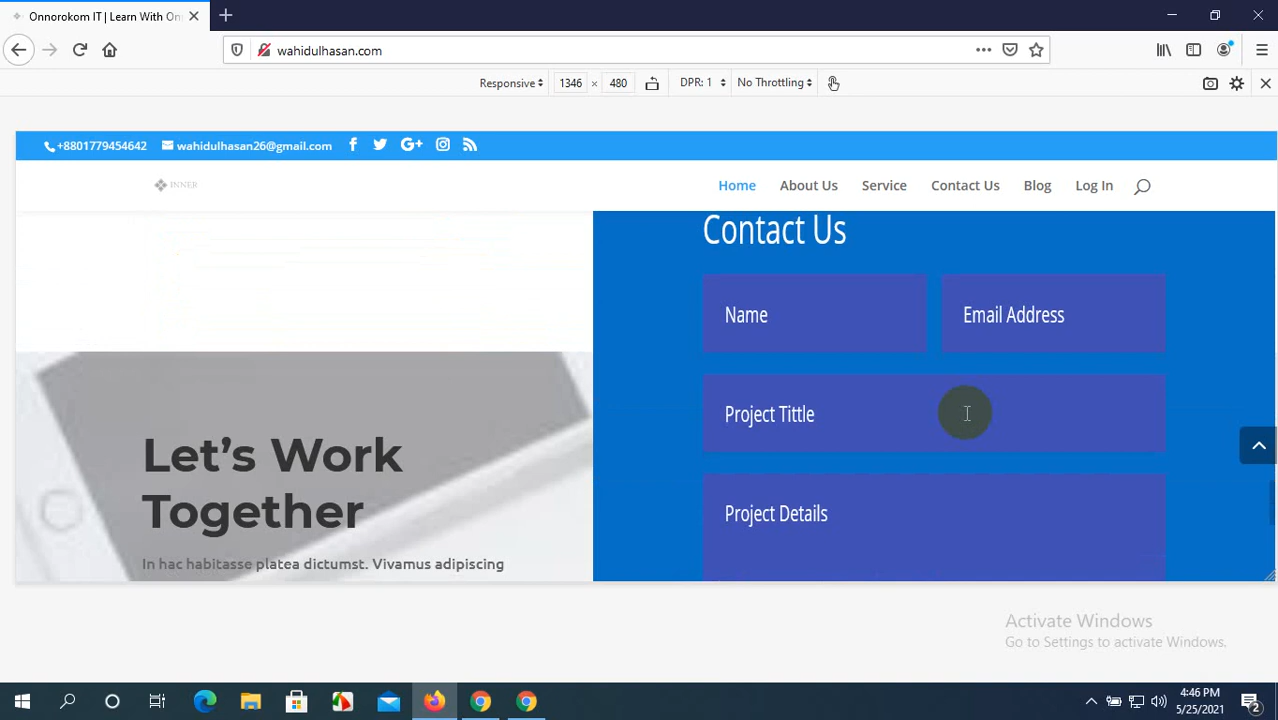 Onnorokom IT | Learn With On
wahidulhasan.com
Responsive 1346 × 480 DPR: 1 No Throttling
+8801779454642 wahidulhasan26@gmail.com
INNER Home About Us Service Contact Us Blog Log In
Contact Us
Name Email Address
Project Tittle
Project Details
Let's Work
Together
In hac habitasse platea dictumst. Vivamus adipiscing
Activate Windows
Go to Settings to activate Windows.
4:46 PM
5/25/2021
2